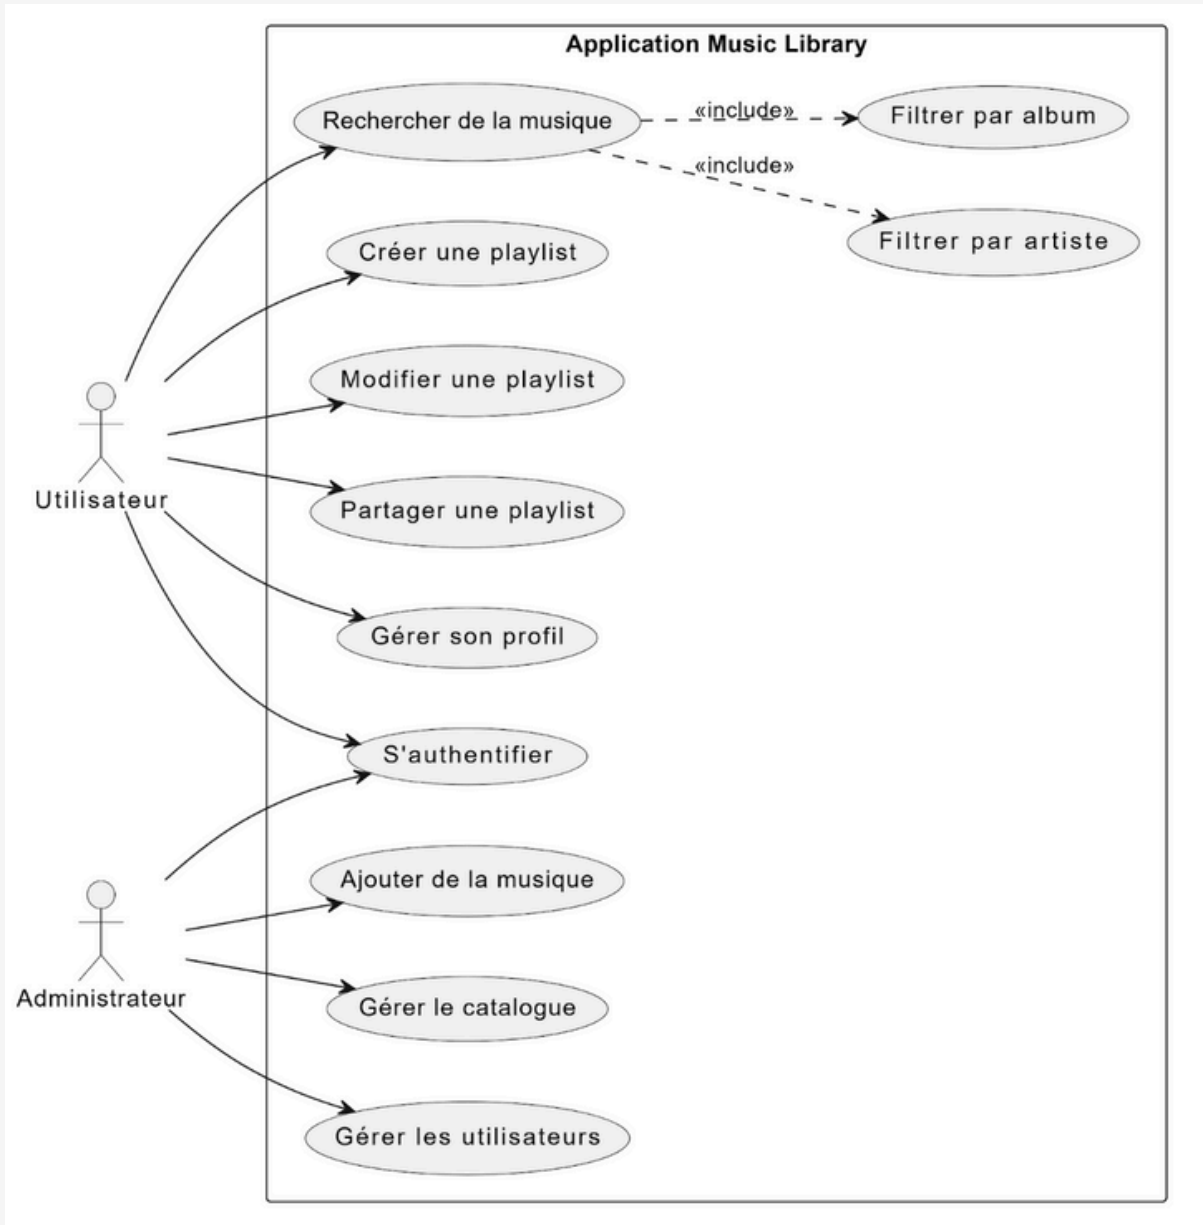 Application Music Library
Rechercher de la musique
«include»
Filtrer par album
«include»
Filtrer par artiste
Créer une playlist
Modifier une playlist
Utilisateur
Partager une playlist
Gérer son profil
S'authentifier
Ajouter de la musique
Administrateur
Gérer le catalogue
Gérer les utilisateurs